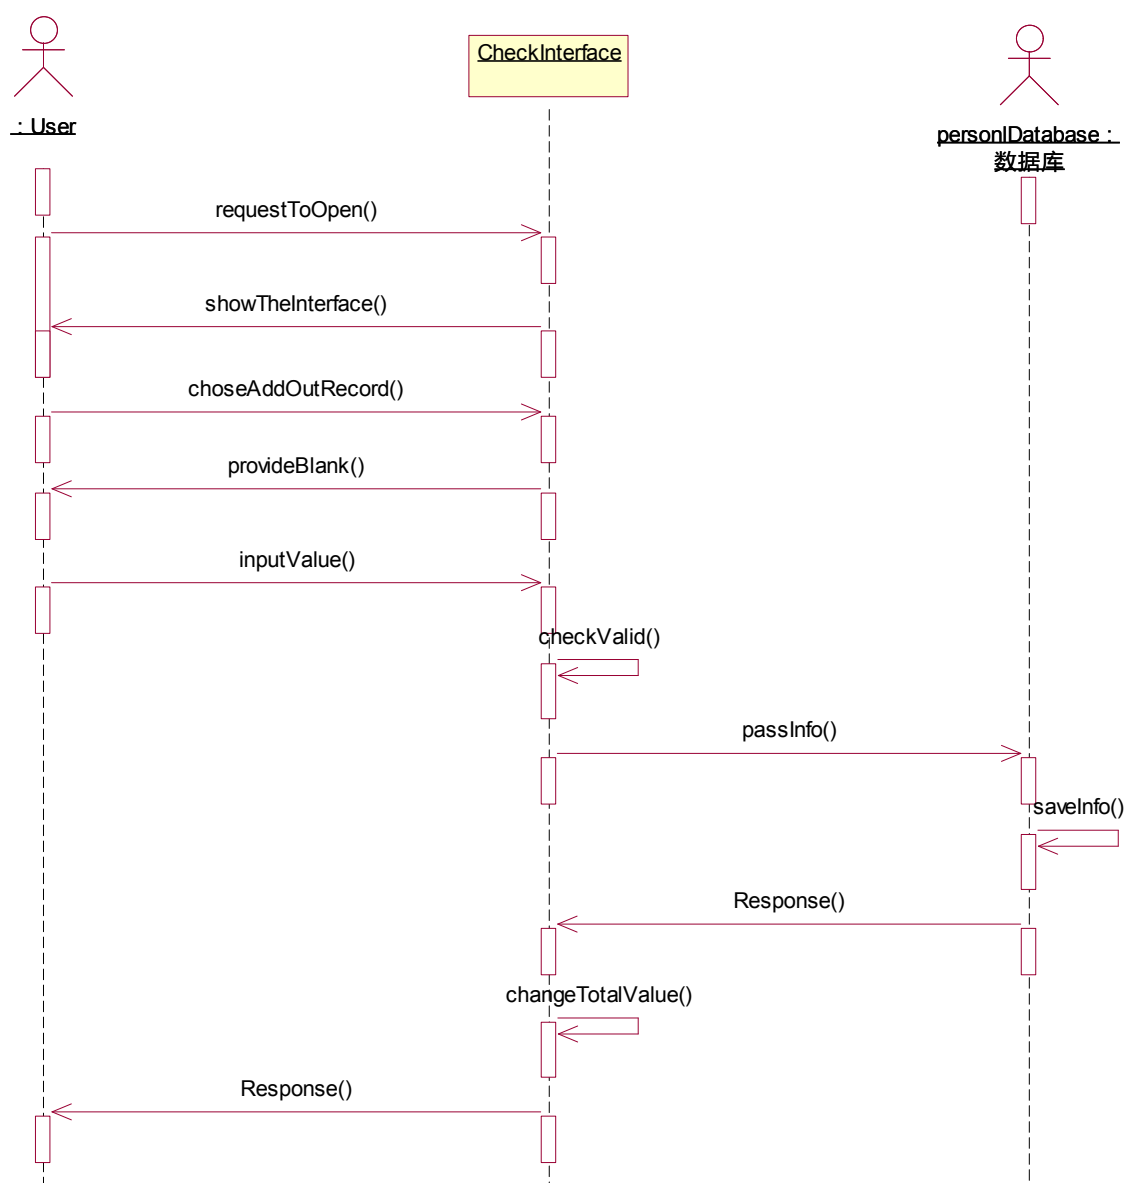 : User
CheckInterface
personlDatabase :
数据库
requestToOpen()
showTheInterface()
choseAddOutRecord()
provideBlank()
inputValue()
checkValid()
passInfo()
saveInfo()
Response()
changeTotalValue()
Response()